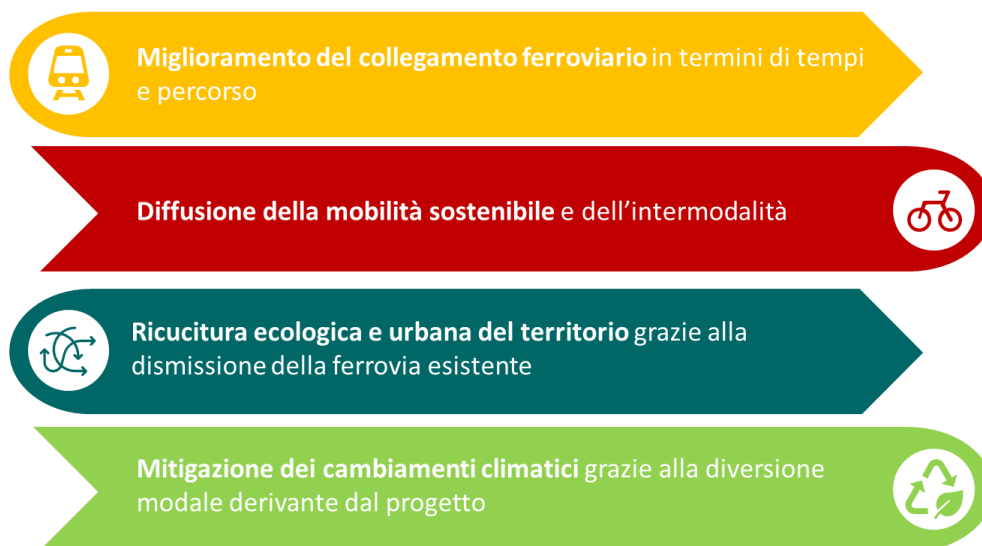 Miglioramento del collegamento ferroviario in termini di tempi
e percorso
Diffusione della mobilità sostenibile e dell’intermodalità
Ricucitura ecologica e urbana del territorio grazie alla
dismissione della ferrovia esistente
Mitigazione dei cambiamenti climatici grazie alla diversione
modale derivante dal progetto